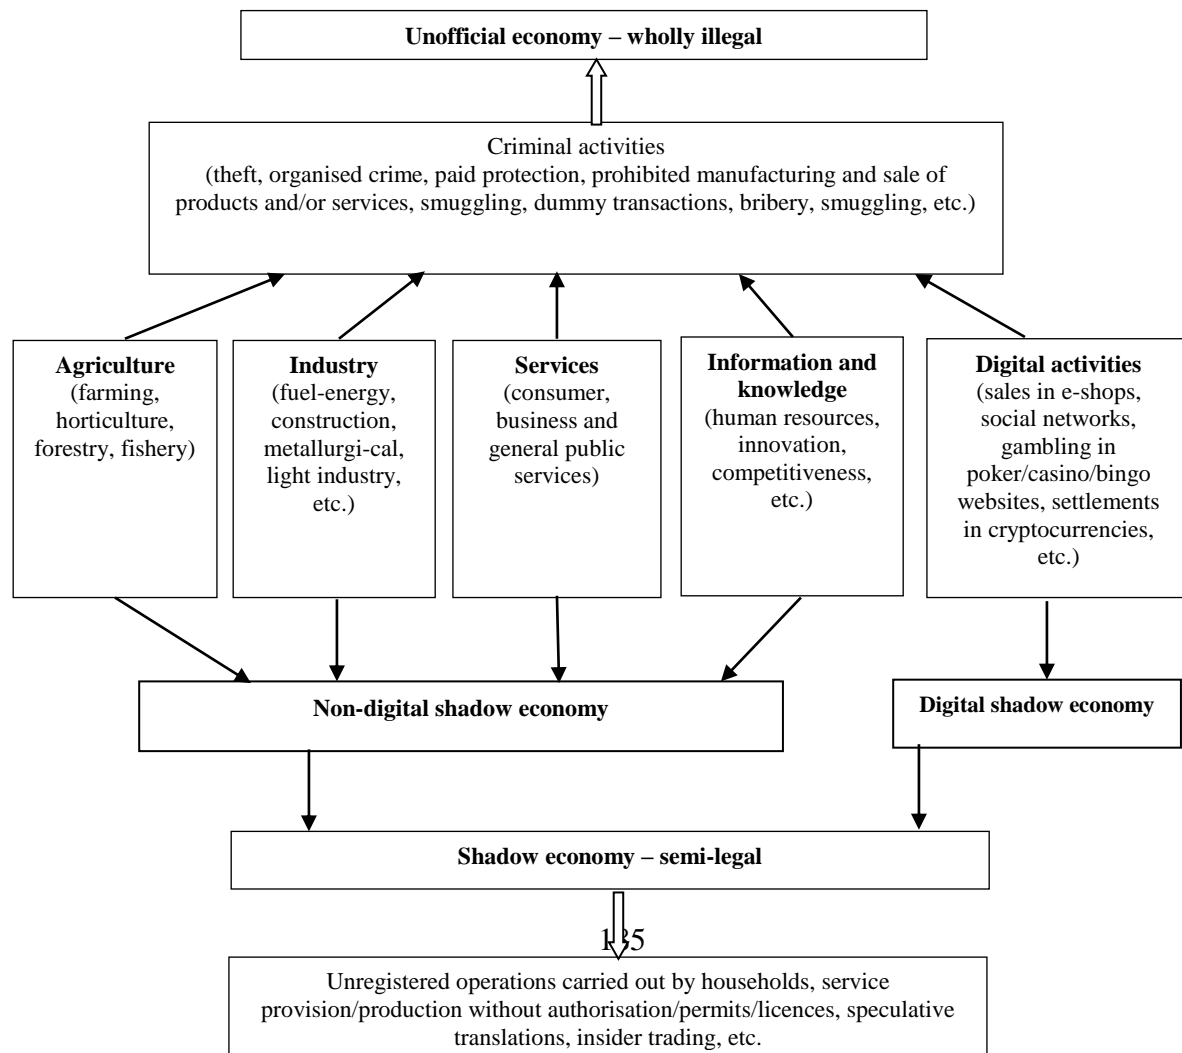 Unofficial economy – wholly illegal
Criminal activities
(theft, organised crime, paid protection, prohibited manufacturing and sale of
products and/or services, smuggling, dummy transactions, bribery, smuggling, etc.)
Agriculture
(farming,
horticulture,
forestry, fishery)
Industry
(fuel-energy,
construction,
metallurgi-cal,
light industry,
etc.)
Services
(consumer,
business and
general public
services)
Information and
knowledge
(human resources,
innovation,
competitiveness,
etc.)
Digital activities
(sales in e-shops,
social networks,
gambling in
poker/casino/bingo
websites, settlements
in cryptocurrencies,
etc.)
Non-digital shadow economy
Digital shadow economy
Shadow economy – semi-legal
Unregistered operations carried out by households, service
provision/production without authorisation/permits/licences, speculative
translations, insider trading, etc.